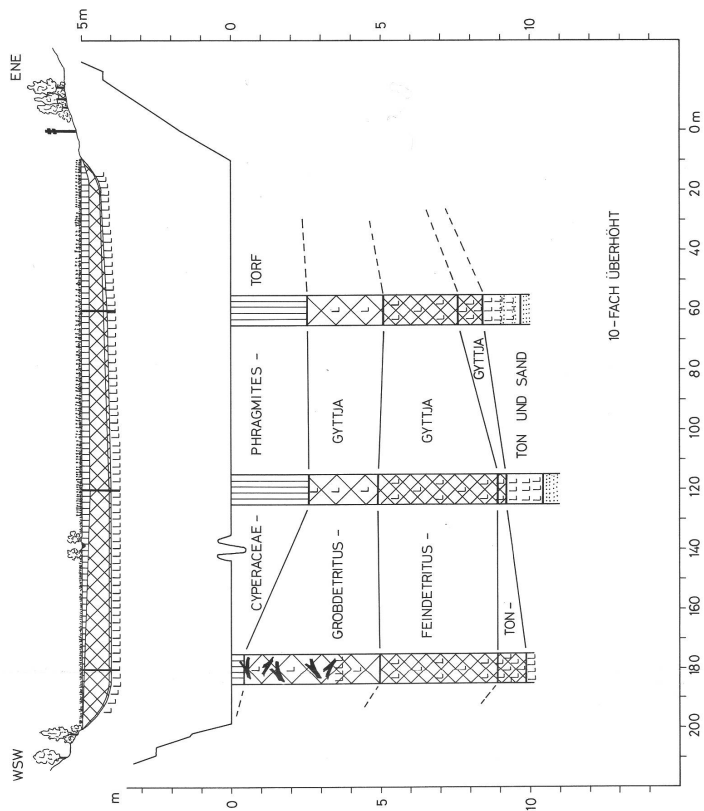 WSW
ENE
m
5 m
0
0
CYPERACEAE - PHRAGMITES - TORF
GROBDETRITUS - GYTTJA
5
5
FEINDETRITUS - GYTTJA
TON - GYTTJA
TON UND SAND
10
10
10-FACH ÜBERHÖHT
200 180 160 140 120 100 80 60 40 20 0 m